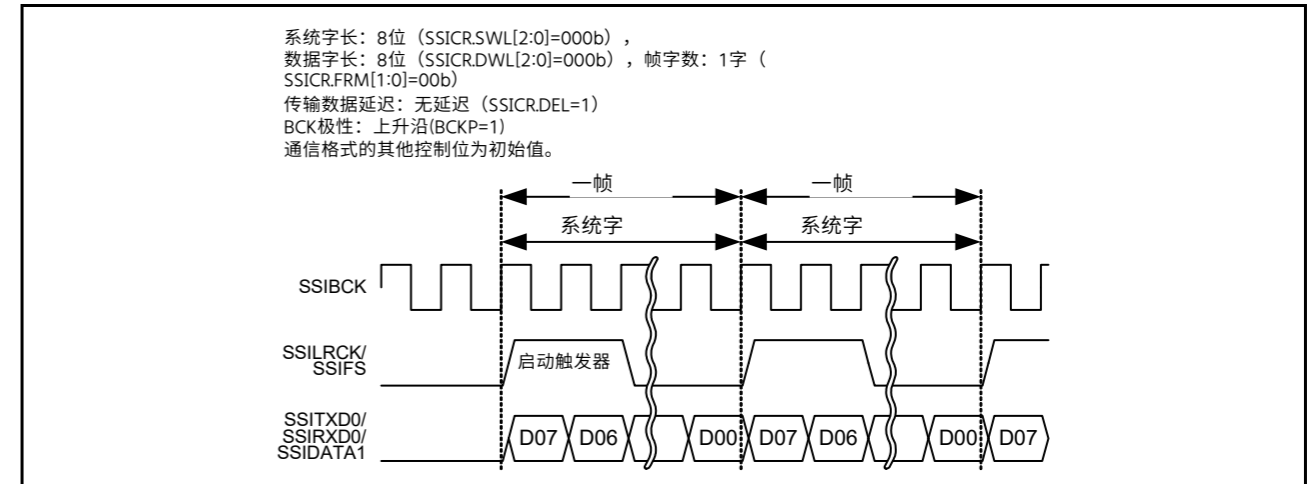 系统字长：8位（SSICR.SWL[2:0]=000b），
数据字长：8位（SSICR.DWL[2:0]=000b），帧字数：1字（
SSICR.FRM[1:0]=00b）
传输数据延迟：无延迟（SSICR.DEL=1）
BCK极性：上升沿(BCKP=1)
通信格式的其他控制位为初始值。
一帧 一帧
系统字 系统字
SSIBCK
SSILRCK/
SSIFS
启动触发器
SSITXD0/
SSIRXD0/
SSIDATA1
D07 D06 D00 D07 D06 D00 D07